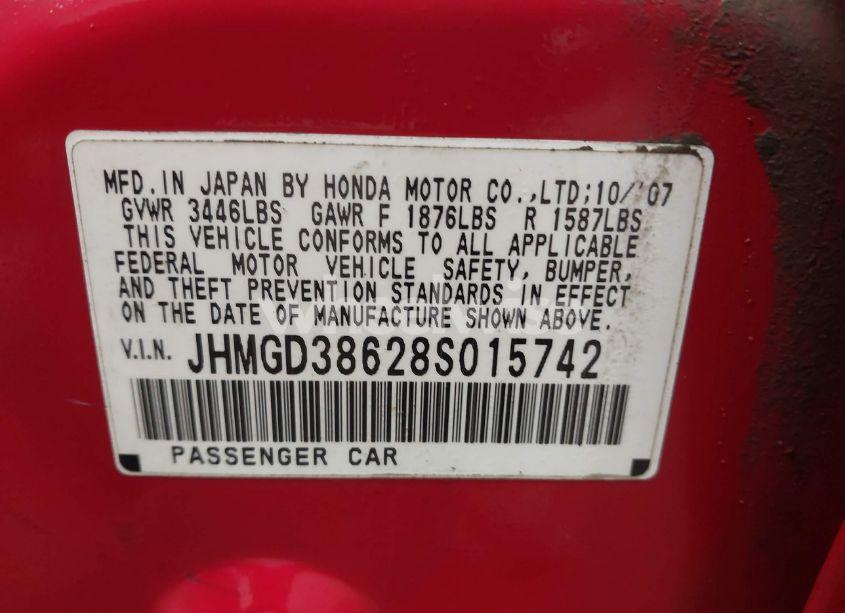 MFD. IN JAPAN BY HONDA MOTOR CO.,LTD;10/'07
GVWR 3446LBS GAWR F 1876LBS R 1587LBS
THIS VEHICLE CONFORMS TO ALL APPLICABLE
FEDERAL MOTOR VEHICLE SAFETY, BUMPER,
AND THEFT PREVENTION STANDARDS IN EFFECT
ON THE DATE OF MANUFACTURE SHOWN ABOVE.
V.I.N. JHMGD38628S015742
PASSENGER CAR